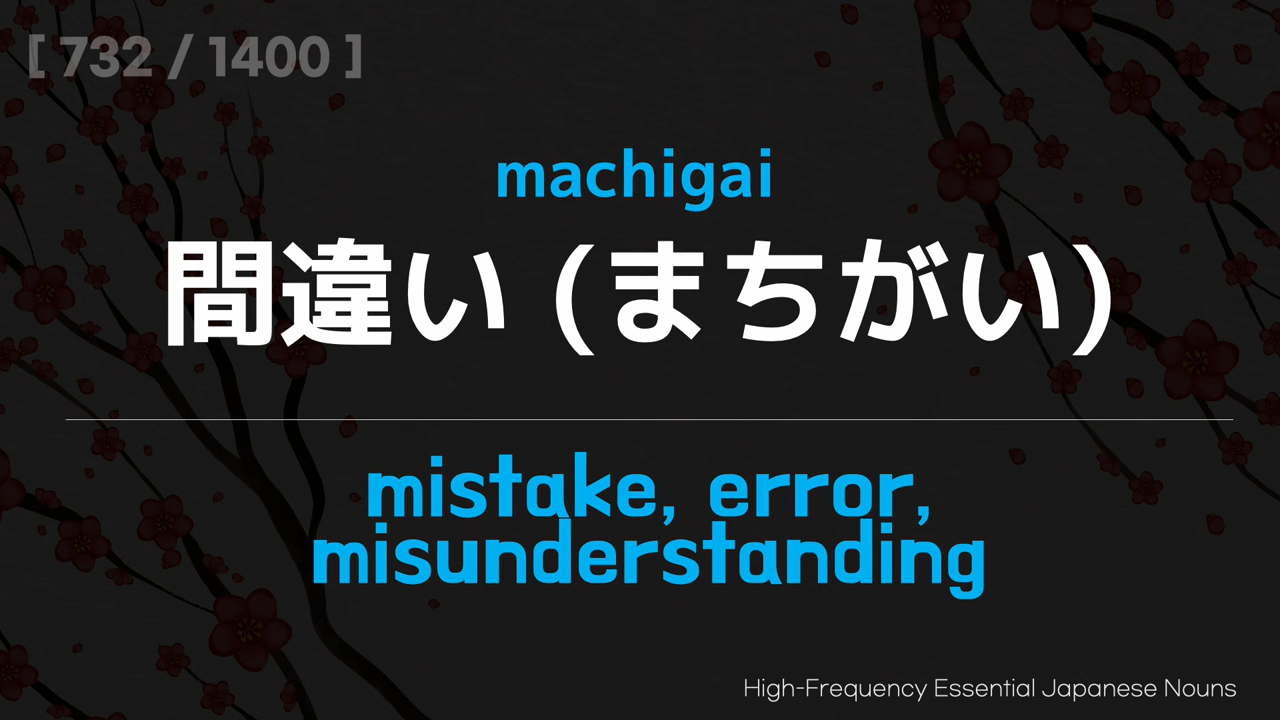 [ 732 / 1400 ]
machigai
間違い (まちがい)
mistake, error,
misunderstanding
High-Frequency Essential Japanese Nouns